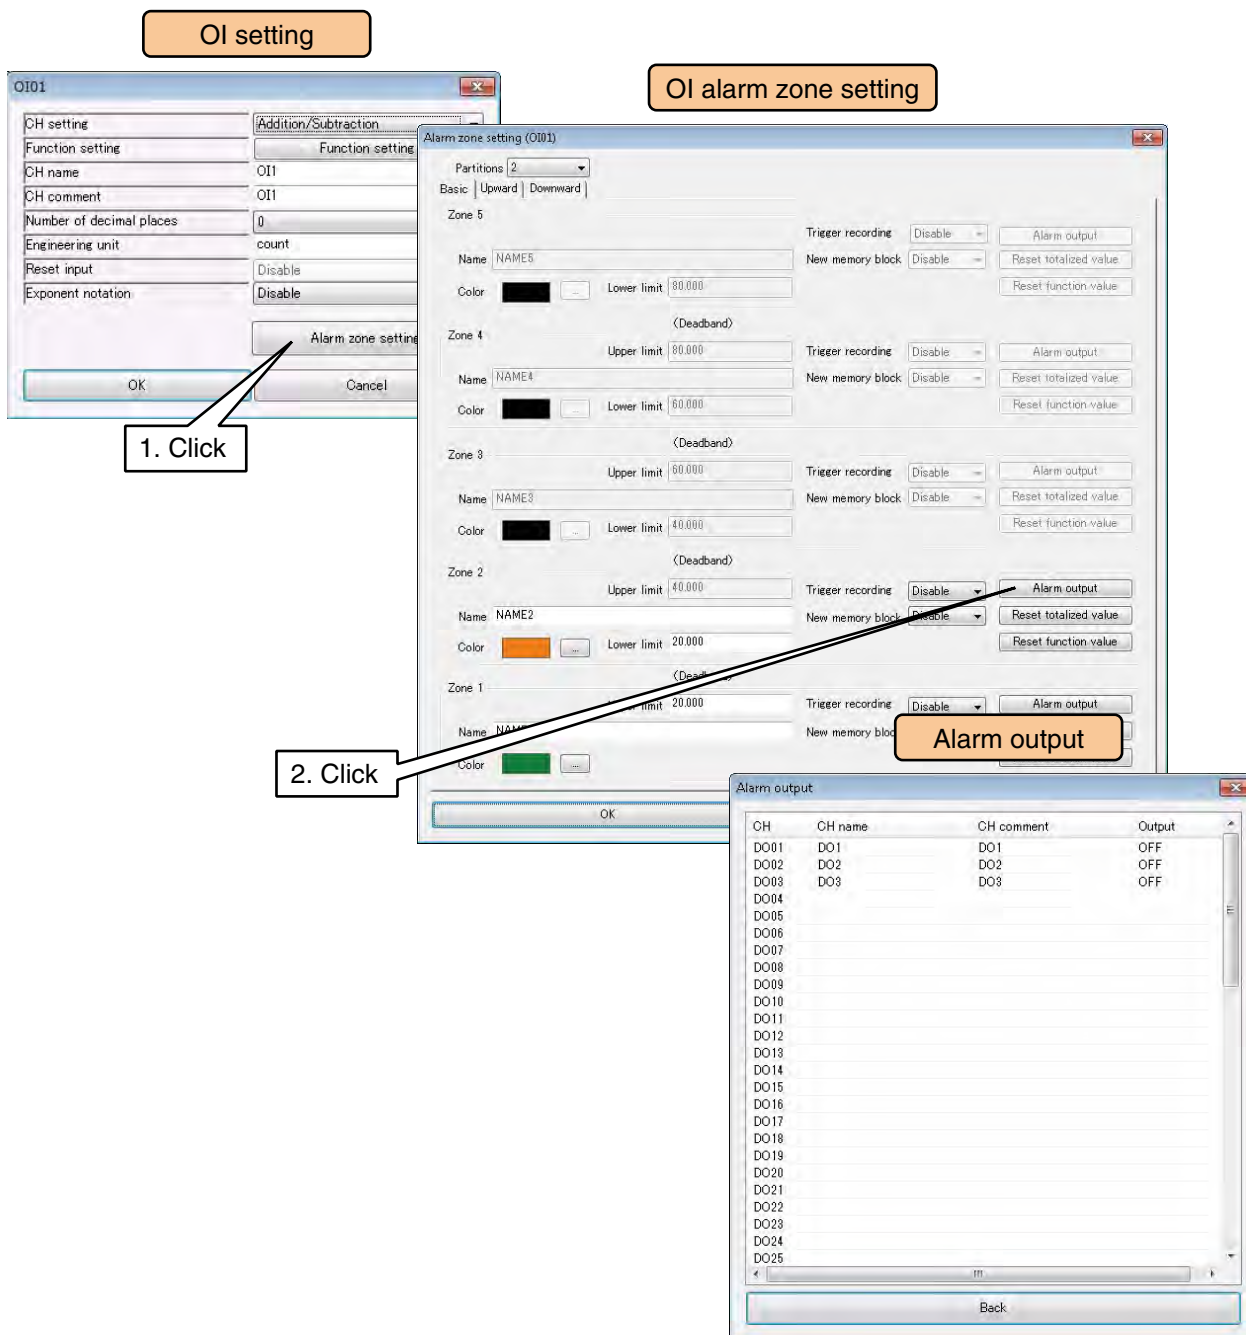 OI setting
OI01
CH setting Addition/Subtraction
Function setting Function setting
CH name OI1
CH comment OI1
Number of decimal places 0
Engineering unit count
Reset input Disable
Exponent notation Disable
Alarm zone setting
OK Cancel
1. Click
OI alarm zone setting
Alarm zone setting (OI01)
Partitions 2
Basic Upward Downward
Zone 5
Trigger recording Disable Alarm output
Name NAME5 New memory block Disable Reset totalized value
Color ... Lower limit 80.000 Reset function value
(Deadband)
Zone 4
Upper limit 80.000 Trigger recording Disable Alarm output
Name NAME4 New memory block Disable Reset totalized value
Color ... Lower limit 60.000 Reset function value
(Deadband)
Zone 3
Upper limit 60.000 Trigger recording Disable Alarm output
Name NAME3 New memory block Disable Reset totalized value
Color ... Lower limit 40.000 Reset function value
(Deadband)
Zone 2
Upper limit 40.000 Trigger recording Disable Alarm output
Name NAME2 New memory block Disable Reset totalized value
Color ... Lower limit 20.000 Reset function value
(Deadband)
Zone 1
limit 20.000 Trigger recording Disable Alarm output
Name New memory
Color ...
2. Click
OK
Alarm output
Alarm output
CH CH name CH comment Output
DO01 DO1 DO1 OFF
DO02 DO2 DO2 OFF
DO03 DO3 DO3 OFF
DO04
DO05
DO06
DO07
DO08
DO09
DO10
DO11
DO12
DO13
DO14
DO15
DO16
DO17
DO18
DO19
DO20
DO21
DO22
DO23
DO24
DO25
Back